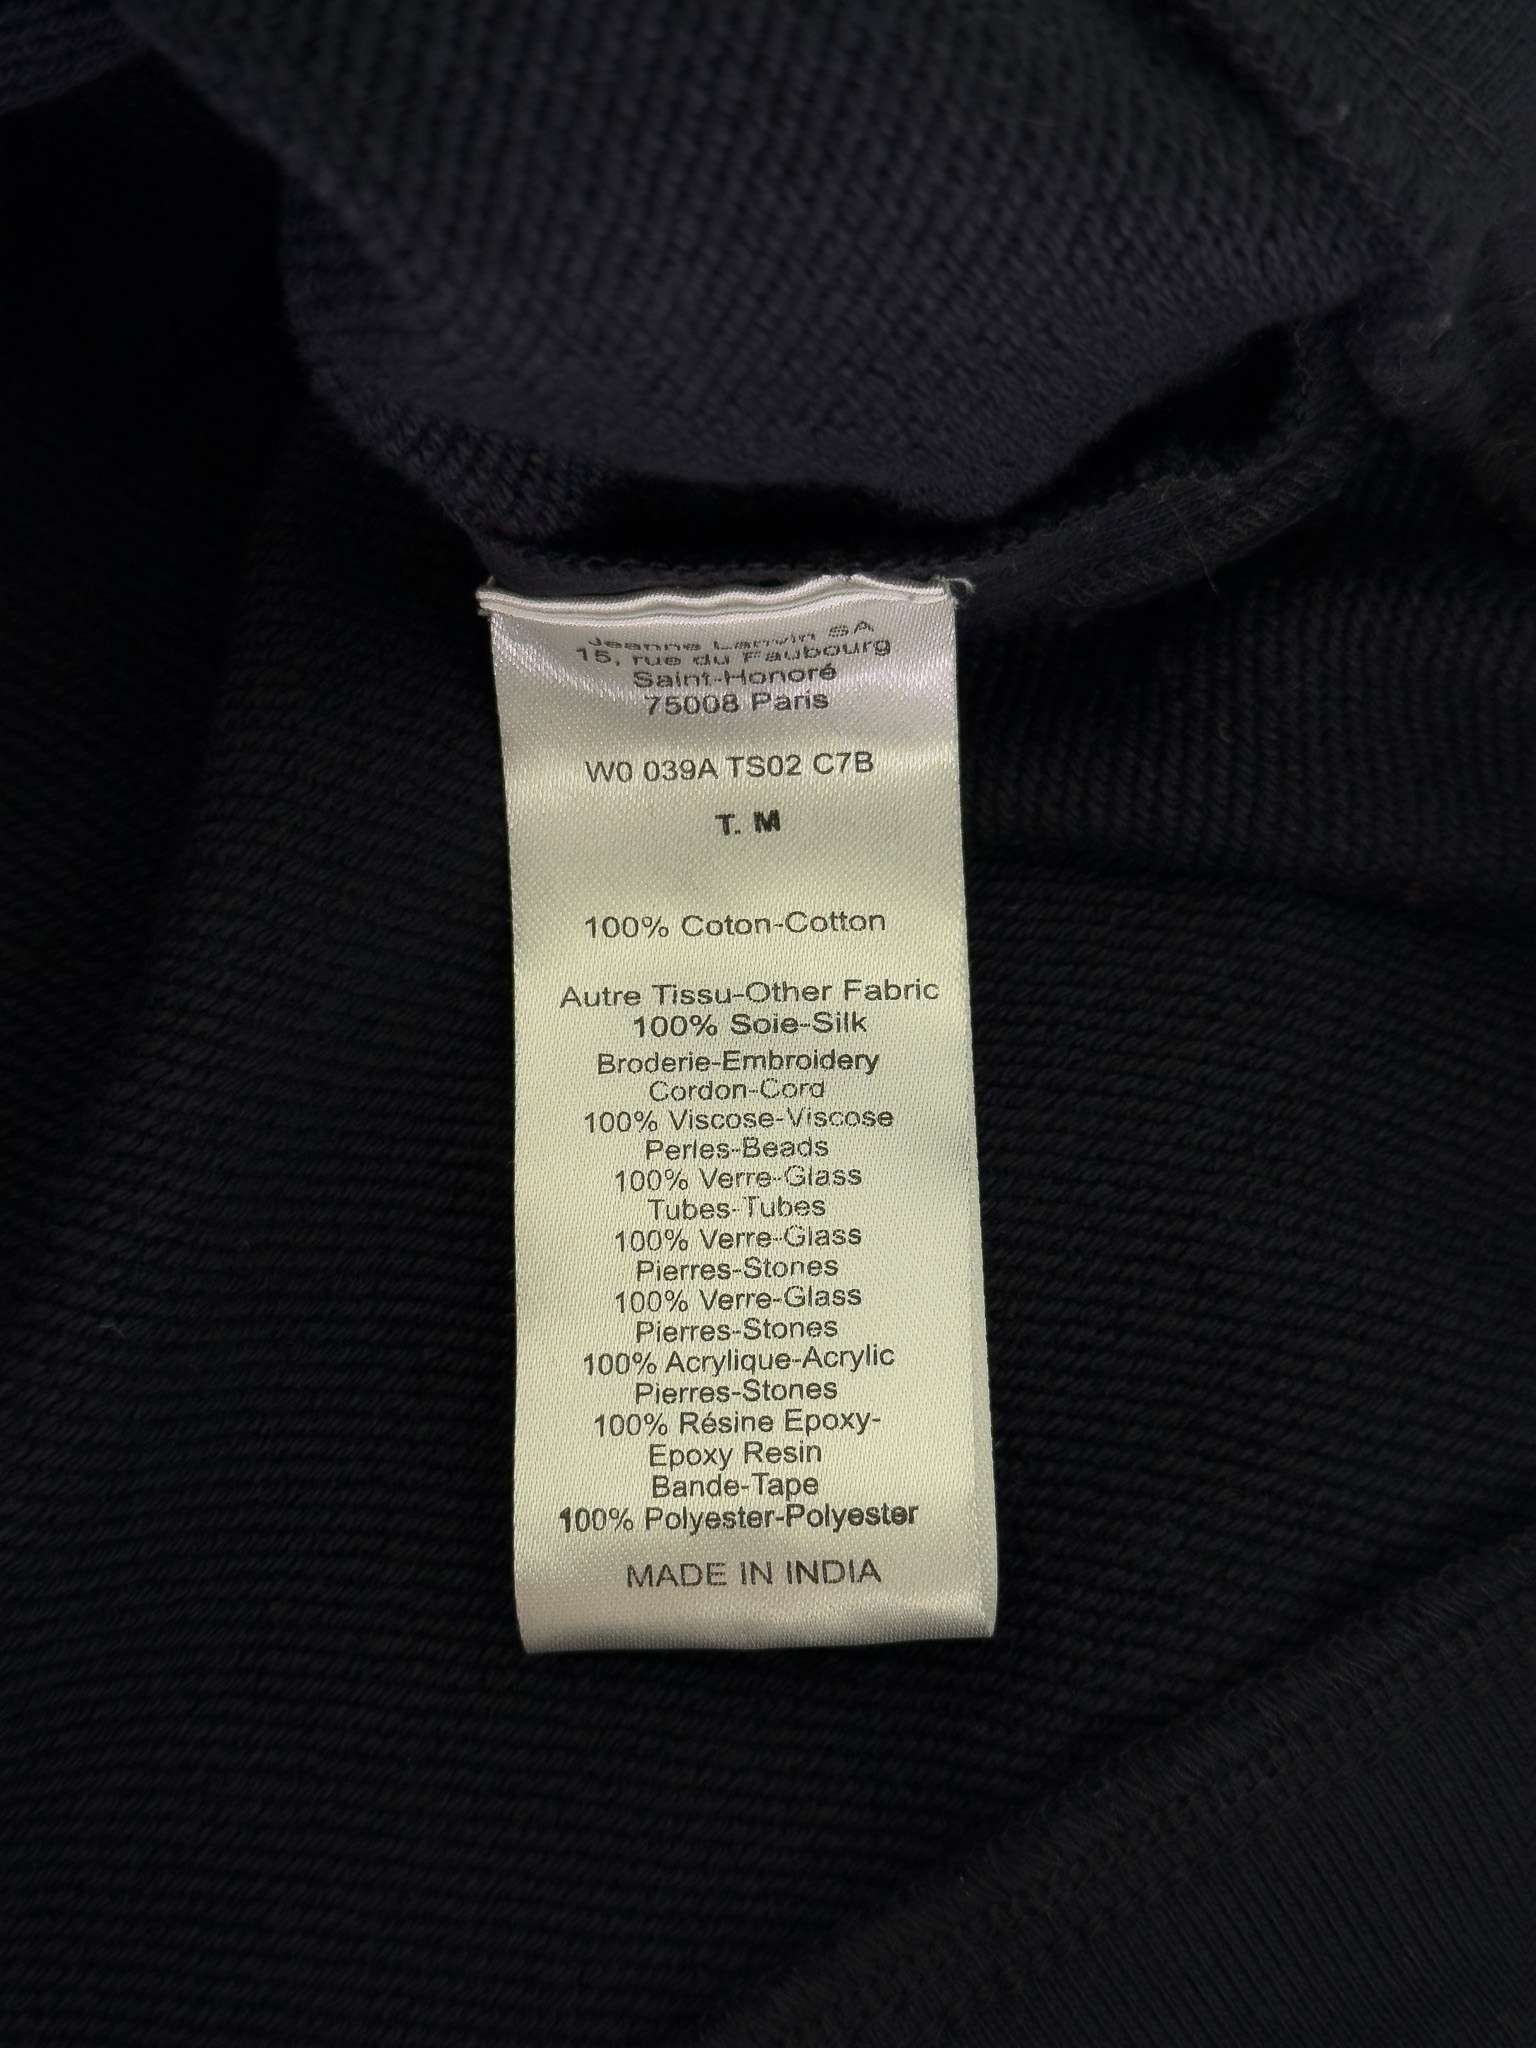 Jeanne Lanvin SA
15, rue du Faubourg
Saint-Honoré
75008 Paris
W0 039A TS02 C7B
T. M
100% Coton-Cotton
Autre Tissu-Other Fabric
100% Soie-Silk
Broderie-Embroidery
Cordon-Cord
100% Viscose-Viscose
Perles-Beads
100% Verre-Glass
Tubes-Tubes
100% Verre-Glass
Pierres-Stones
100% Verre-Glass
Pierres-Stones
100% Acrylique-Acrylic
Pierres-Stones
100% Résine Epoxy-
Epoxy Resin
Bande-Tape
100% Polyester-Polyester
MADE IN INDIA